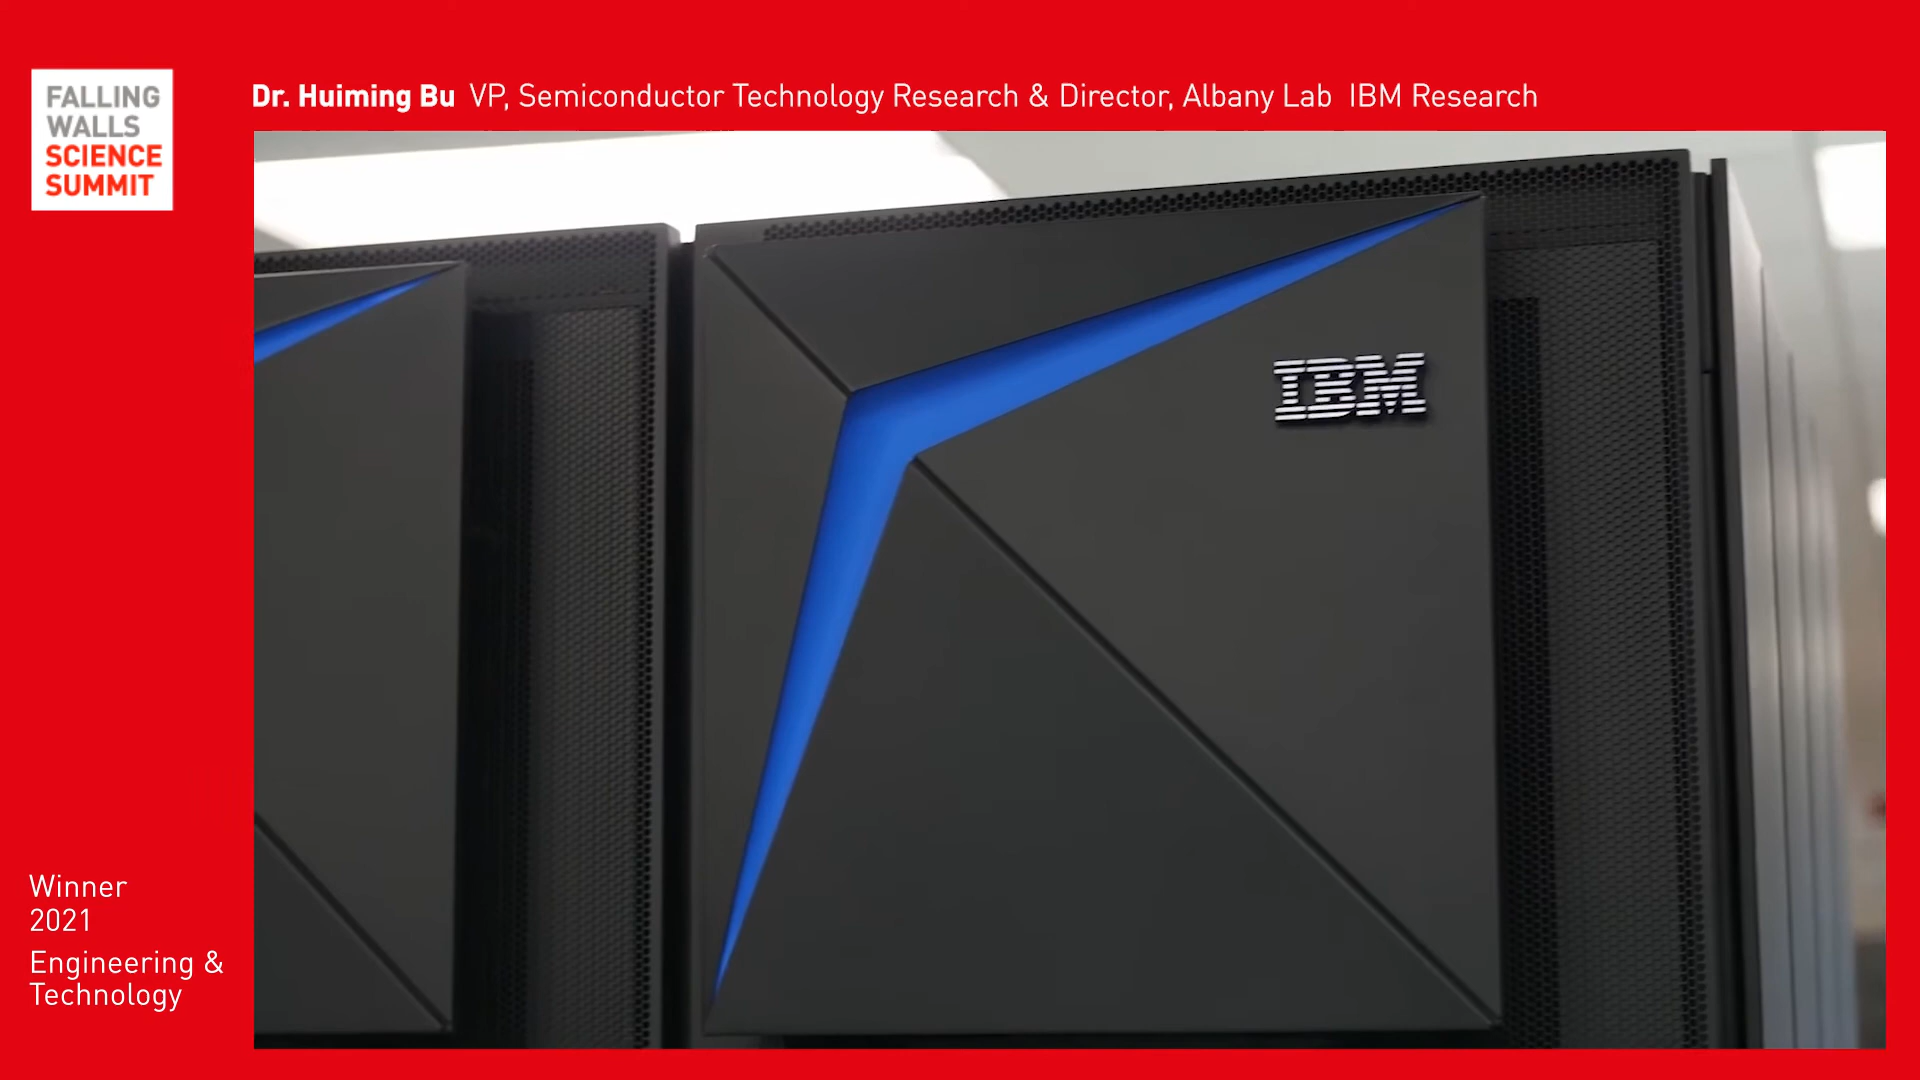 FALLING
WALLS
SCIENCE
SUMMIT
Dr. Huiming Bu VP, Semiconductor Technology Research & Director, Albany Lab IBM Research
IBM
Winner
2021
Engineering &
Technology